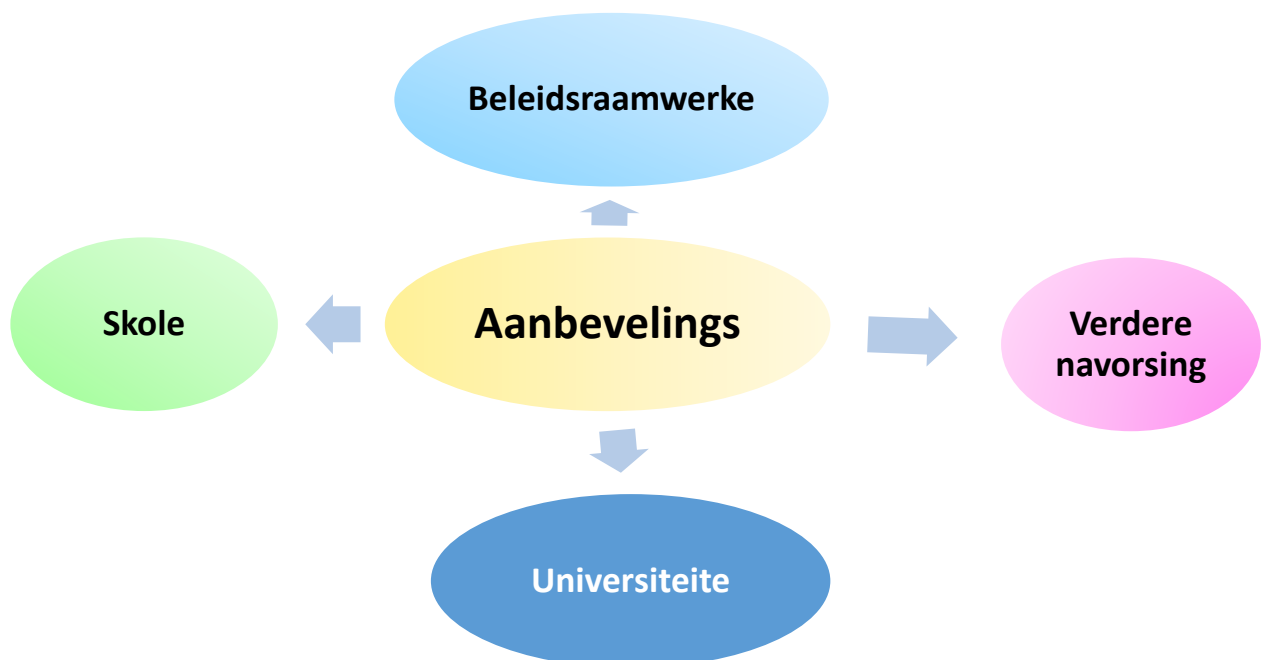 Beleidsraamwerke
Skole
Aanbevelings
Verdere
navorsing
Universiteite